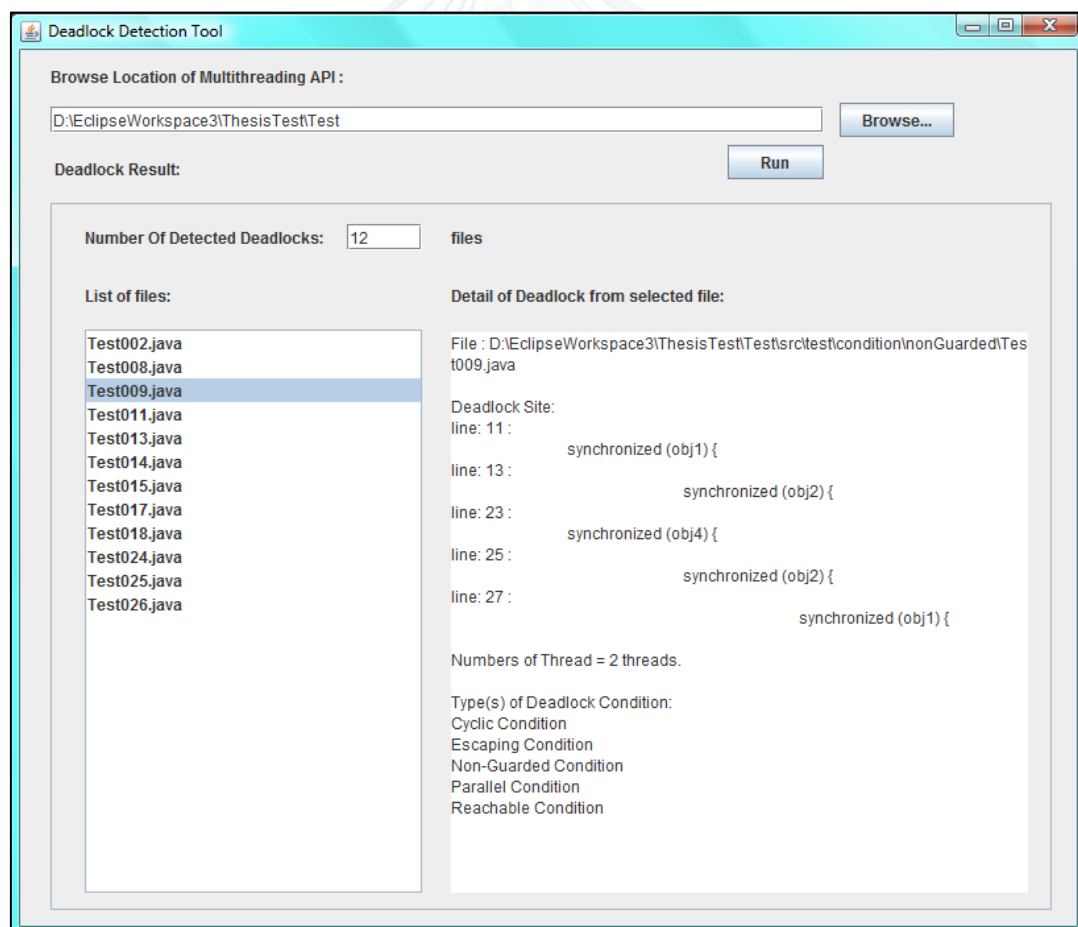 Deadlock Detection Tool
Browse Location of Multithreading API :
D:\EclipseWorkspace3\ThesisTest\Test
Browse...
Deadlock Result:
Run
Number Of Detected Deadlocks: 12 files
List of files:
Test002.java
Test008.java
Test009.java
Test011.java
Test013.java
Test014.java
Test015.java
Test017.java
Test018.java
Test024.java
Test025.java
Test026.java
Detail of Deadlock from selected file:
File : D:\EclipseWorkspace3\ThesisTest\Test\src\test\condition\nonGuarded\Tes
t009.java
Deadlock Site:
line: 11 :
synchronized (obj1) {
line: 13 :
synchronized (obj2) {
line: 23 :
synchronized (obj4) {
line: 25 :
synchronized (obj2) {
line: 27 :
synchronized (obj1) {
Numbers of Thread = 2 threads.
Type(s) of Deadlock Condition:
Cyclic Condition
Escaping Condition
Non-Guarded Condition
Parallel Condition
Reachable Condition